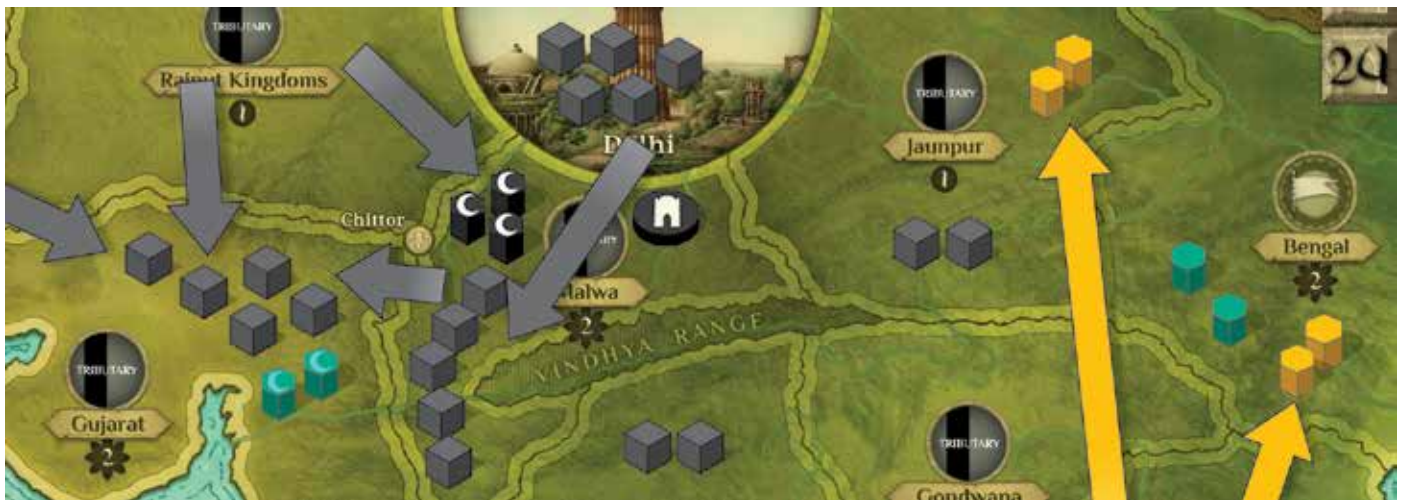 TRIBUTARY
Rajput Kingdoms
1
Delhi
TRIBUTARY
Jaunpur
1
24
Chittor
Malwa
2
Bengal
2
VINDHYA RANGE
TRIBUTARY
Gujarat
2
TRIBUTARY
Gondwana